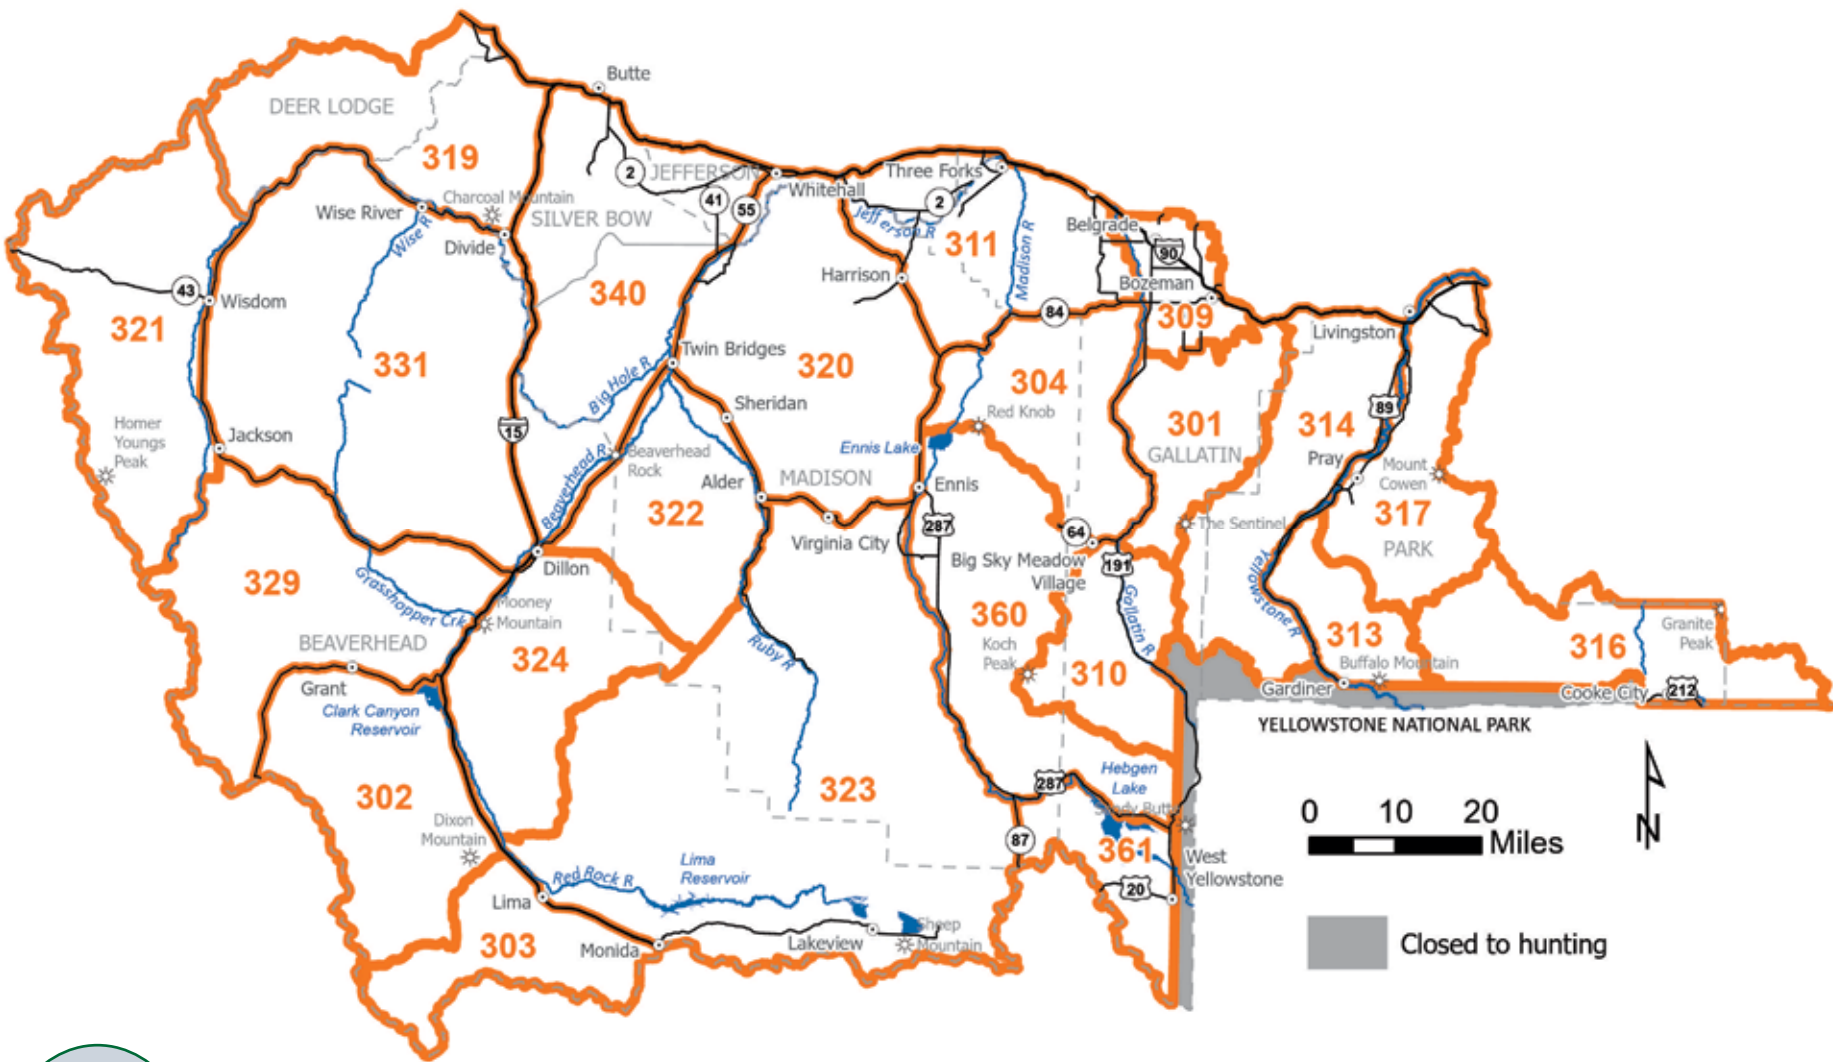 Butte
DEER LODGE
319
2
JEFFERSON
Three Forks
Whitehall
41
55
2
Charcoal Mountain
Wise River
SILVER BOW
Jefferson R
311
Belgrade
Wise R
Divide
Madison R
90
Harrison
Bozeman
43
Wisdom
340
84
309
321
Livingston
331
Twin Bridges
320
304
Big Hole R
Sheridan
Red Knob
89
Homer
Youngs
Peak
Jackson
15
301
314
GALLATIN
Beaverhead
Rock
Ennis Lake
Pray
Mount
Cowen
Beaverhead R
Alder
MADISON
Ennis
322
287
64
The Sentinel
317
Virginia City
PARK
Big Sky Meadow
Village
191
Dillon
329
Grasshopper Crk
Mooney
Mountain
360
Gallatin R
Yellowstone R
BEAVERHEAD
324
Ruby R
Koch
Peak
310
313
316
Granite
Peak
Buffalo Mountain
Grant
Gardiner
Cooke City
212
Clark Canyon
Reservoir
YELLOWSTONE NATIONAL PARK
302
323
287
Hebgen
Lake
Sandy Butte
0 10 20
Miles
N
Dixon
Mountain
87
361
West
Yellowstone
Red Rock R
Lima
Reservoir
20
Lima
303
Monida
Lakeview
Sheep
Mountain
Closed to hunting